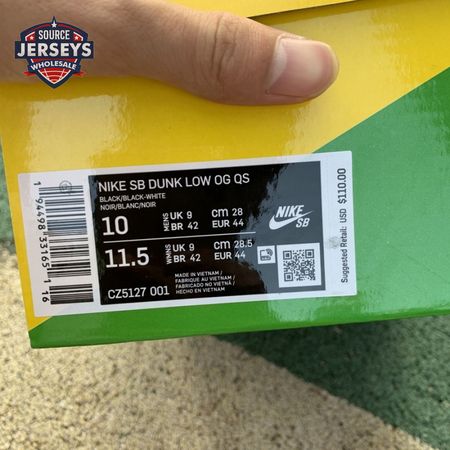 SOURCE
JERSEYS
WHOLESALE
NIKE SB DUNK LOW OG QS
BLACK/BLACK-WHITE
NOIR/BLANC/NOIR
10 MENS UK 9 CM 28
BR 42 EUR 44
11.5 WMNS UK 9 CM 28.5
BR 42 EUR 44
MADE IN VIETNAM /
FABRIQUE AU VIETNAM /
FABRICADO NO VIETNÃ /
HECHO EN VIETNAM
CZ5127 001
NIKE
SB
Suggested Retail: USD $110.00